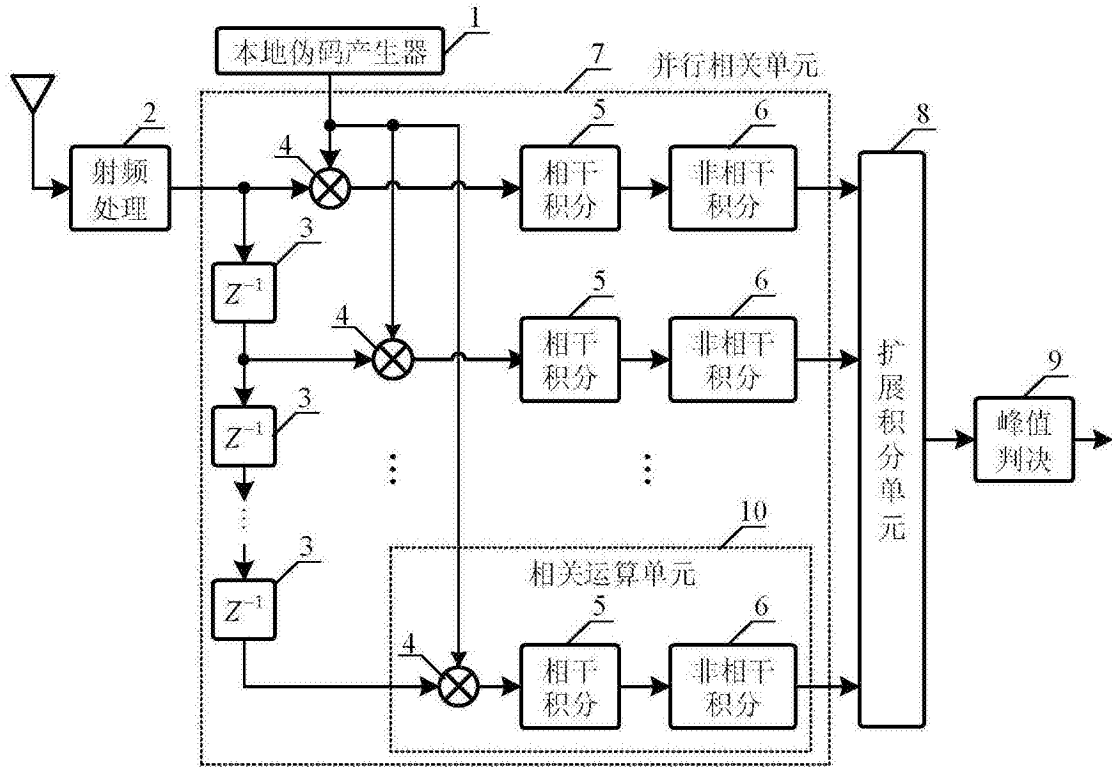 1
本地伪码产生器
7
并行相关单元
2
射频
处理
4
5
相干
积分
6
非相干
积分
8
扩展积分单元
3
Z⁻¹
4
5
相干
积分
6
非相干
积分
9
峰值
判决
3
Z⁻¹
...
...
...
10
相关运算单元
3
Z⁻¹
4
5
相干
积分
6
非相干
积分